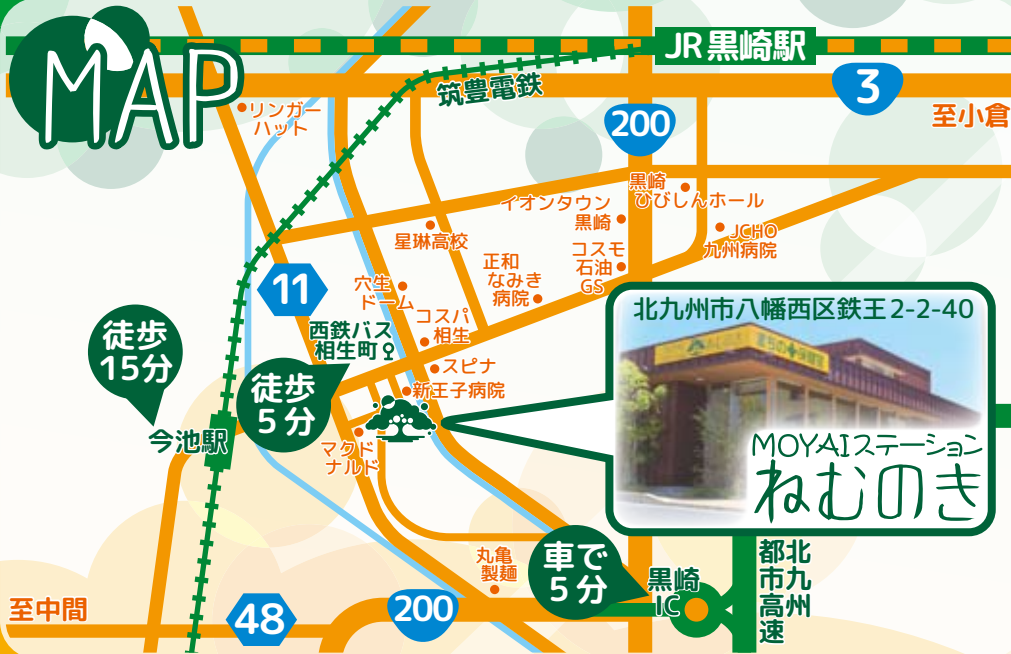 MAP
JR黒崎駅
筑豊電鉄
3
200
至小倉
リンガー
ハット
黒崎
ひびしんホール
イオンタウン
黒崎
JCHO
九州病院
星琳高校
コスモ
石油
GS
正和
なみき
病院
11
穴生
ドーム
コスパ
相生
西鉄バス
相生町
スピナ
新王子病院
徒歩
15分
徒歩
5分
今池駅
マクド
ナルド
北九州市八幡西区鉄王2-2-40
まちの保健室
MOYAIステーション
ねむのき
丸亀
製麺
車で
5分
黒崎
IC
北九州
都市高速
至中間
48
200